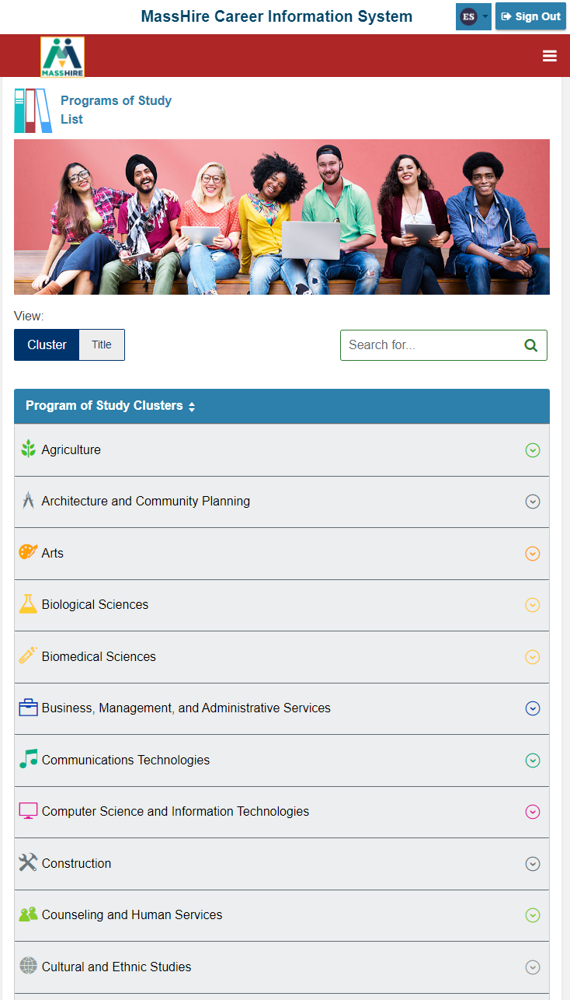 MassHire Career Information System
ES
Sign Out
MASSHIRE
Programs of Study
List
View:
Cluster
Title
Search for...
Program of Study Clusters
Agriculture
Architecture and Community Planning
Arts
Biological Sciences
Biomedical Sciences
Business, Management, and Administrative Services
Communications Technologies
Computer Science and Information Technologies
Construction
Counseling and Human Services
Cultural and Ethnic Studies